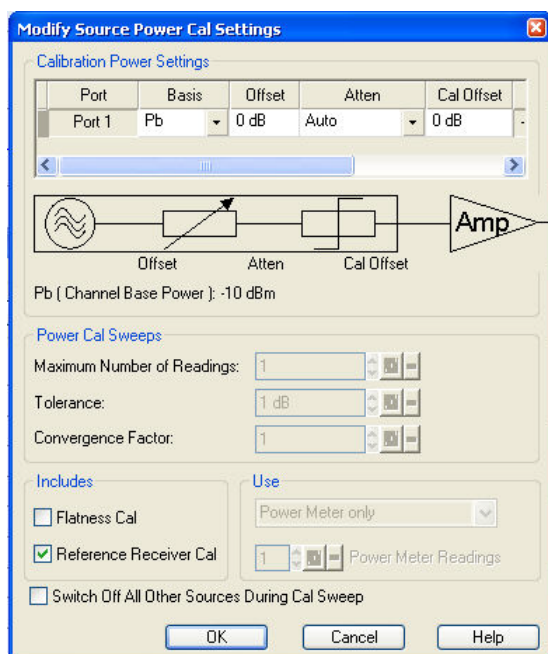 Modify Source Power Cal Settings
Calibration Power Settings
Port Basis Offset Atten Cal Offset
Port 1 Pb 0 dB Auto 0 dB -
Amp
Offset Atten Cal Offset
Pb ( Channel Base Power ): -10 dBm
Power Cal Sweeps
Maximum Number of Readings: 1
Tolerance: 1 dB
Convergence Factor: 1
Includes
Use
Flatness Cal
Power Meter only
Reference Receiver Cal
1 Power Meter Readings
Switch Off All Other Sources During Cal Sweep
OK Cancel Help